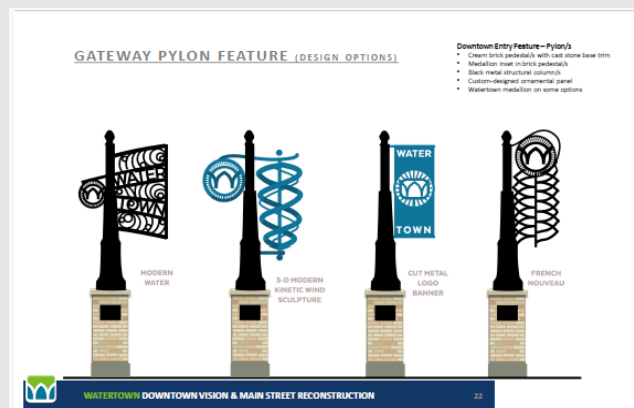 GATEWAY PYLON FEATURE (DESIGN OPTIONS)
Downtown Entry Feature – Pylon/s
• Cream brick pedestal/s with cast stone base trim
• Medallion inset in brick pedestal/s
• Black metal structural column/s
• Custom-designed ornamental panel
• Watertown medallion on some options
WATER
TOWN
WATER
TOWN
MODERN
WATER
3-D MODERN
KINETIC WIND
SCULPTURE
CUT METAL
LOGO
BANNER
FRENCH
NOUVEAU
WATERTOWN DOWNTOWN VISION & MAIN STREET RECONSTRUCTION
22